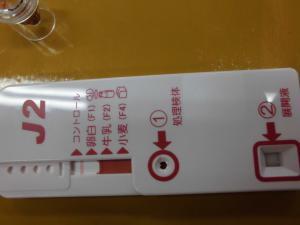 J2
▶コントロール
▶卵白(F1)
▶牛乳(F2)
▶小麦(F4)
①
処理検体
②
展開液